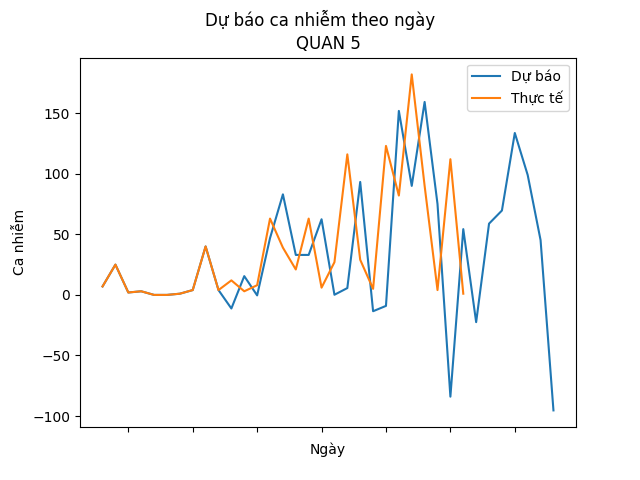 Dự báo ca nhiễm theo ngày
QUAN 5
Dự báo
Thực tế
150
100
50
0
−50
−100
Ca nhiễm
Ngày